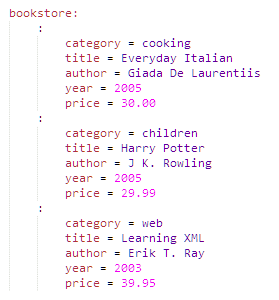 bookstore:
    :
        category = cooking
        title = Everyday Italian
        author = Giada De Laurentiis
        year = 2005
        price = 30.00
    :
        category = children
        title = Harry Potter
        author = J K. Rowling
        year = 2005
        price = 29.99
    :
        category = web
        title = Learning XML
        author = Erik T. Ray
        year = 2003
        price = 39.95